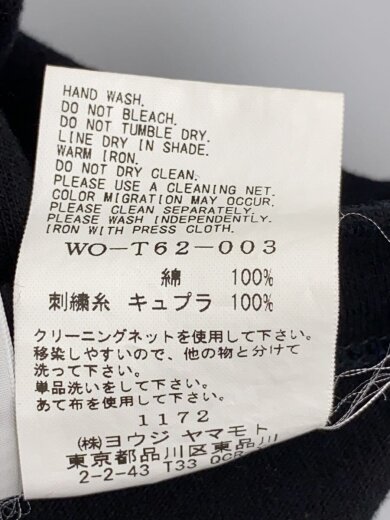 HAND WASH.
DO NOT BLEACH.
DO NOT TUMBLE DRY.
LINE DRY IN SHADE.
WARM IRON.
DO NOT DRY CLEAN.
PLEASE USE A CLEANING NET.
COLOR MIGRATION MAY OCCUR.
PLEASE CLEAN SEPARATELY.
PLEASE WASH INDEPENDENTLY.
IRON WITH PRESS CLOTH.
WO-T62-003
綿 100%
刺繍糸 キュプラ 100%
クリーニングネットを使用して下さい。
移染しやすいので、他の物と分けて
洗って下さい。
単品洗いをして下さい。
あて布を使用して下さい。
1172
(株)ヨウジ ヤマモト
東京都品川区東品川
2-2-43 T33